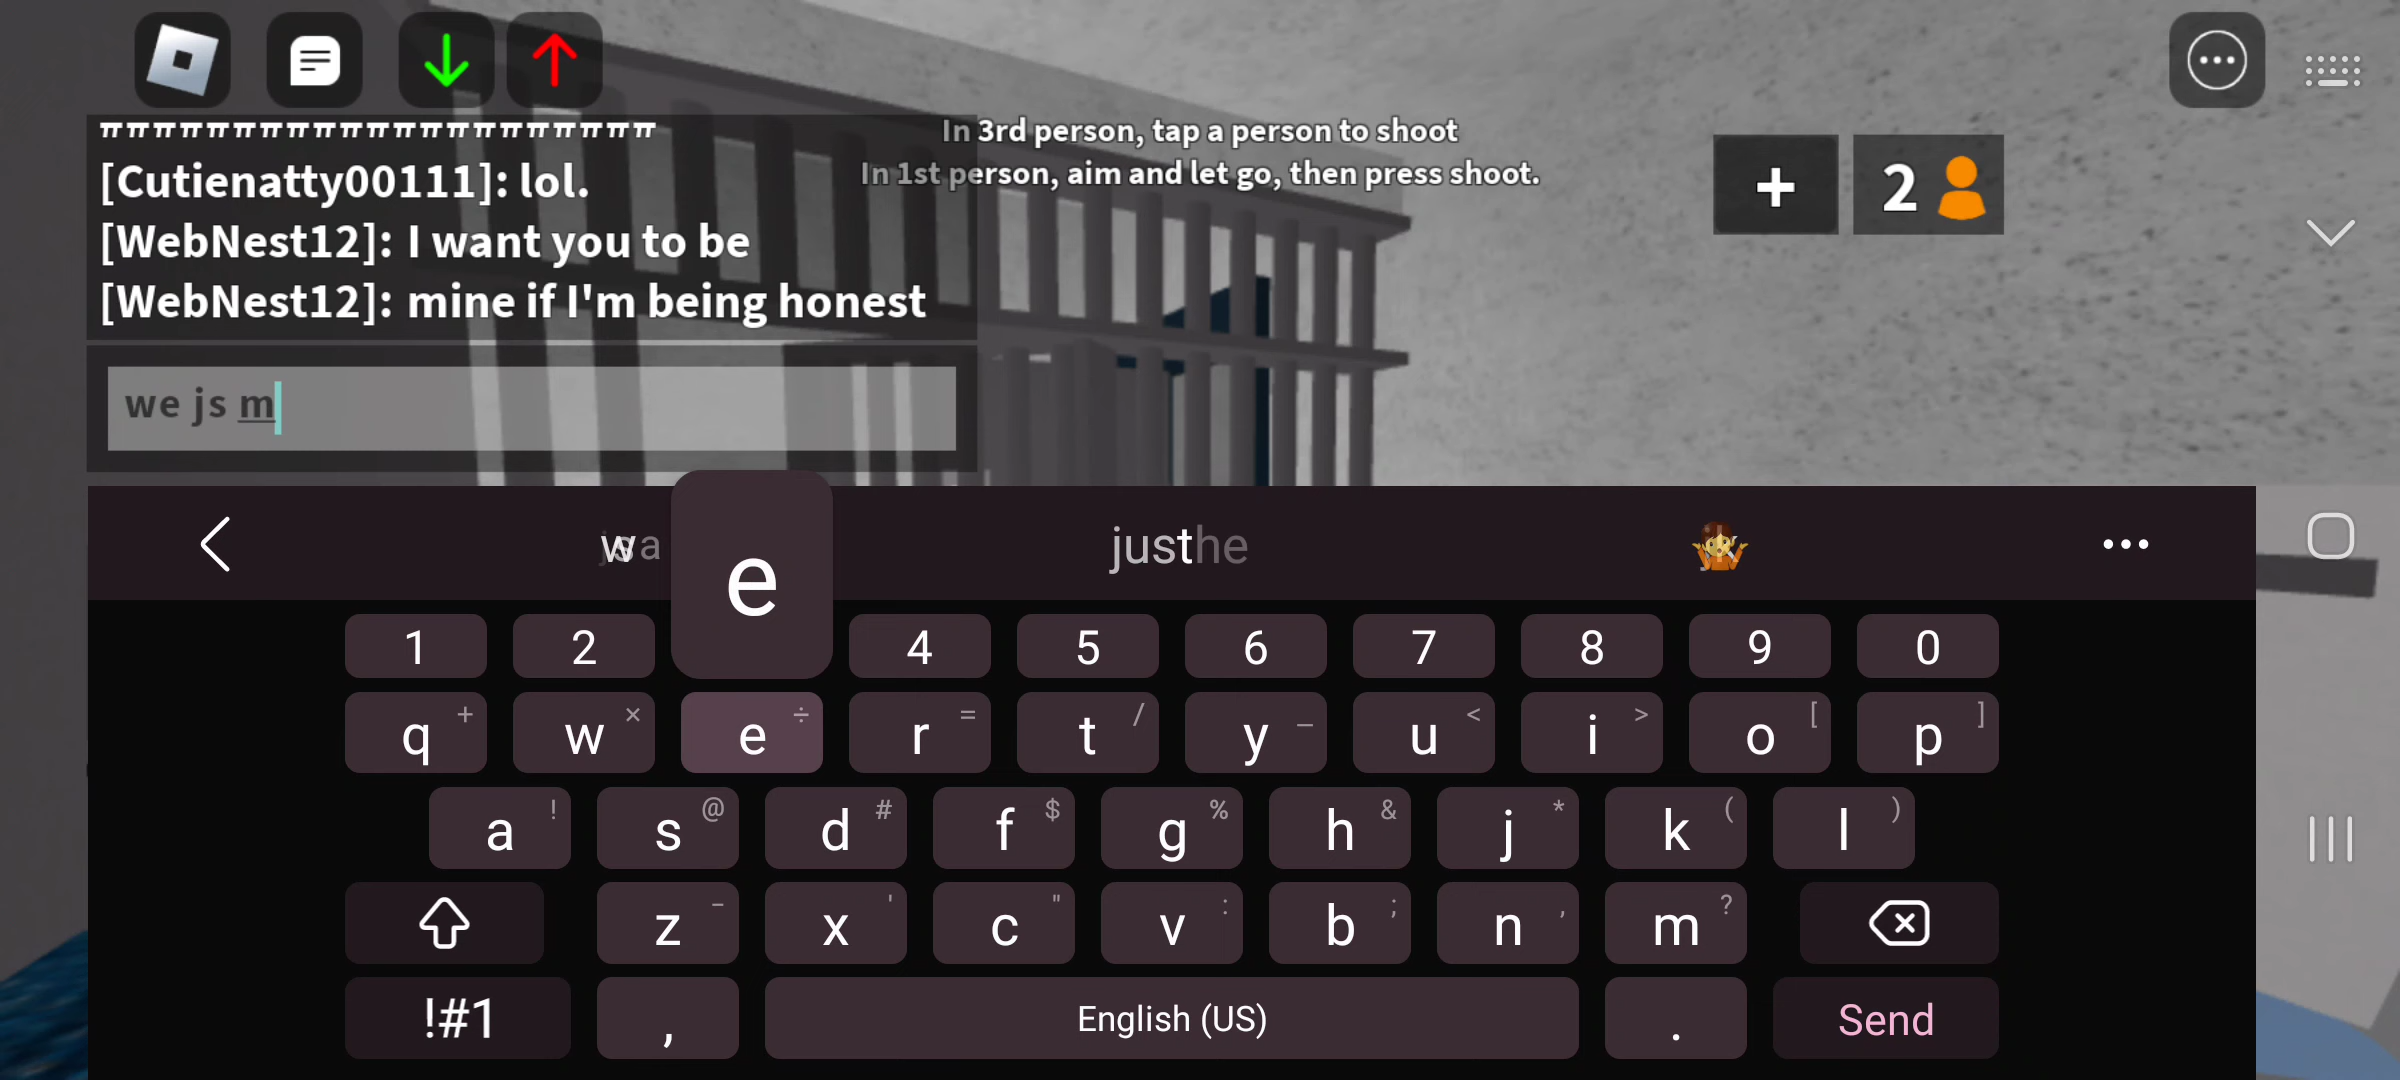 [Cutienatty00111]: lol.
[WebNest12]: I want you to be
[WebNest12]: mine if I'm being honest
In 3rd person, tap a person to shoot
In 1st person, aim and let go, then press shoot.
+ 2
we js m
e
just he
1 2 4 5 6 7 8 9 0
q + w × e ÷ r = t / y _ u < i > o [ p ]
a ! s @ d # f $ g % h & j * k ( l )
z - x ' c " v : b ; n , m ?
!#1 , English (US) . Send